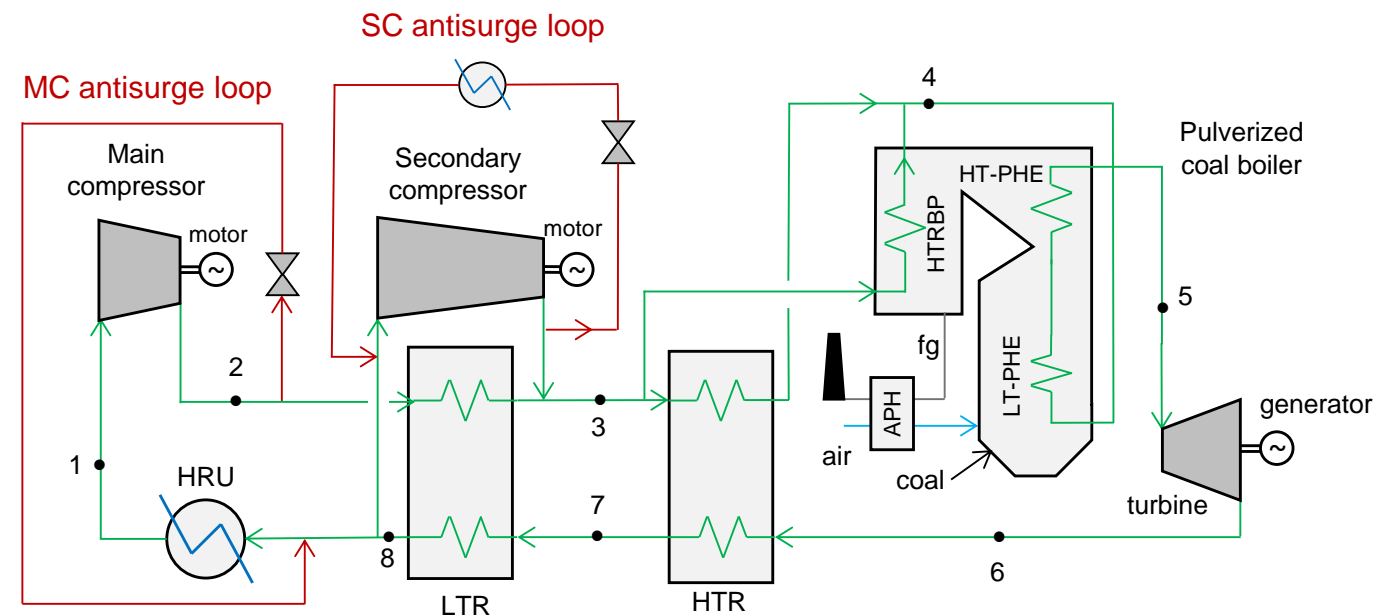 SC antisurge loop
MC antisurge loop
4
Main
compressor
Secondary
compressor
Pulverized
coal boiler
HT-PHE
motor
motor
~
~
HTRBP
5
fg
LT-PHE
2
3
generator
~
APH
air
coal
1
HRU
7
turbine
8
6
LTR
HTR